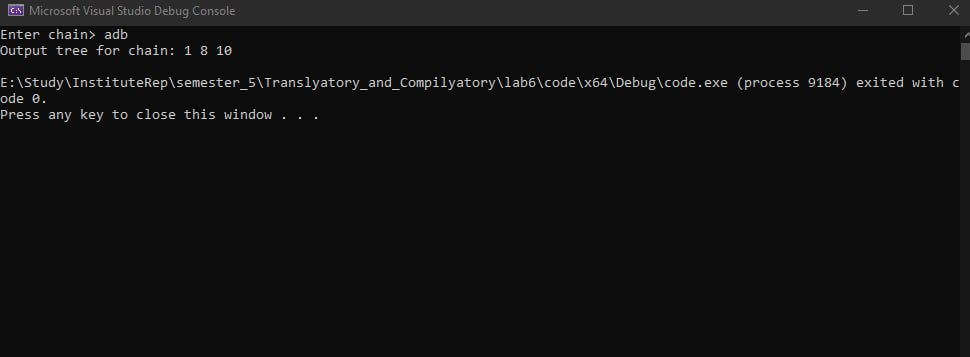 Microsoft Visual Studio Debug Console
Enter chain> adb
Output tree for chain: 1 8 10
E:\Study\InstituteRep\semester_5\Translyatory_and_Compilyatory\lab6\code\x64\Debug\code.exe (process 9184) exited with c
ode 0.
Press any key to close this window . . .